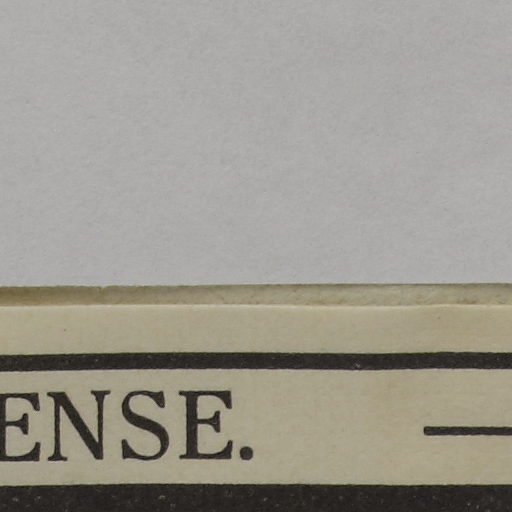 ENSE. —